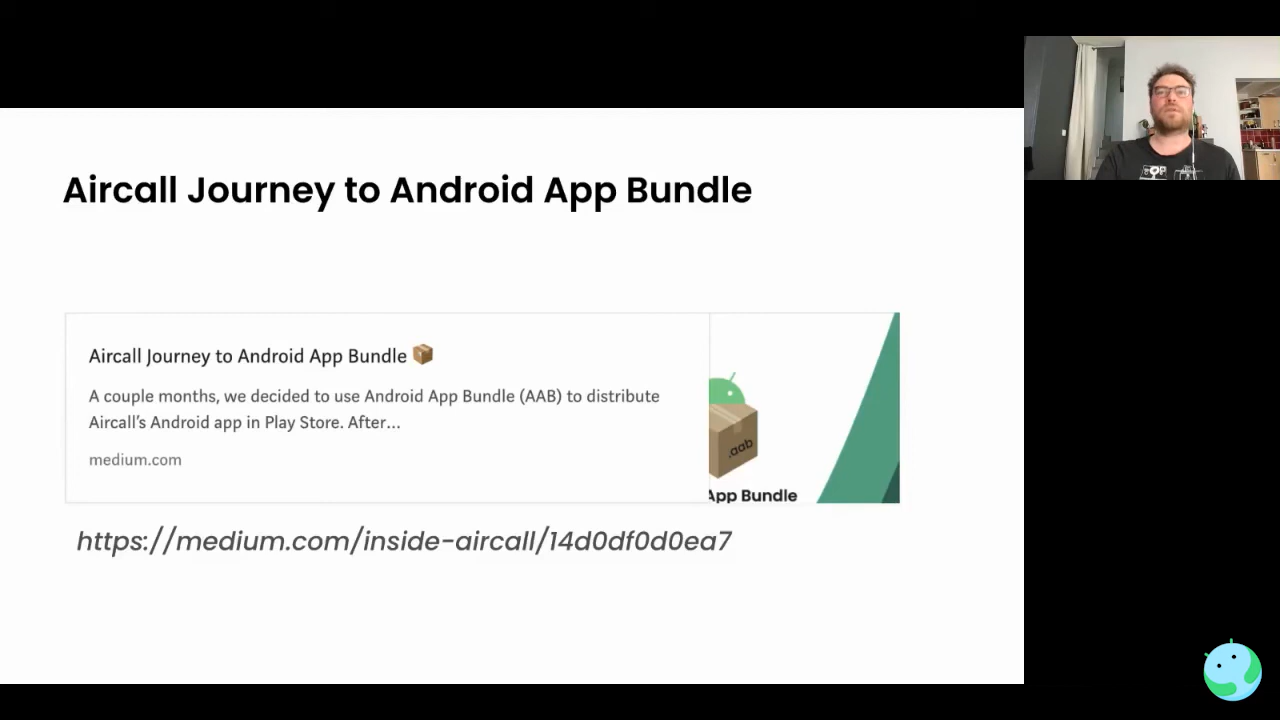 Aircall Journey to Android App Bundle
Aircall Journey to Android App Bundle 📦
A couple months, we decided to use Android App Bundle (AAB) to distribute
Aircall's Android app in Play Store. After...
medium.com
.aab
App Bundle
https://medium.com/inside-aircall/14d0df0d0ea7